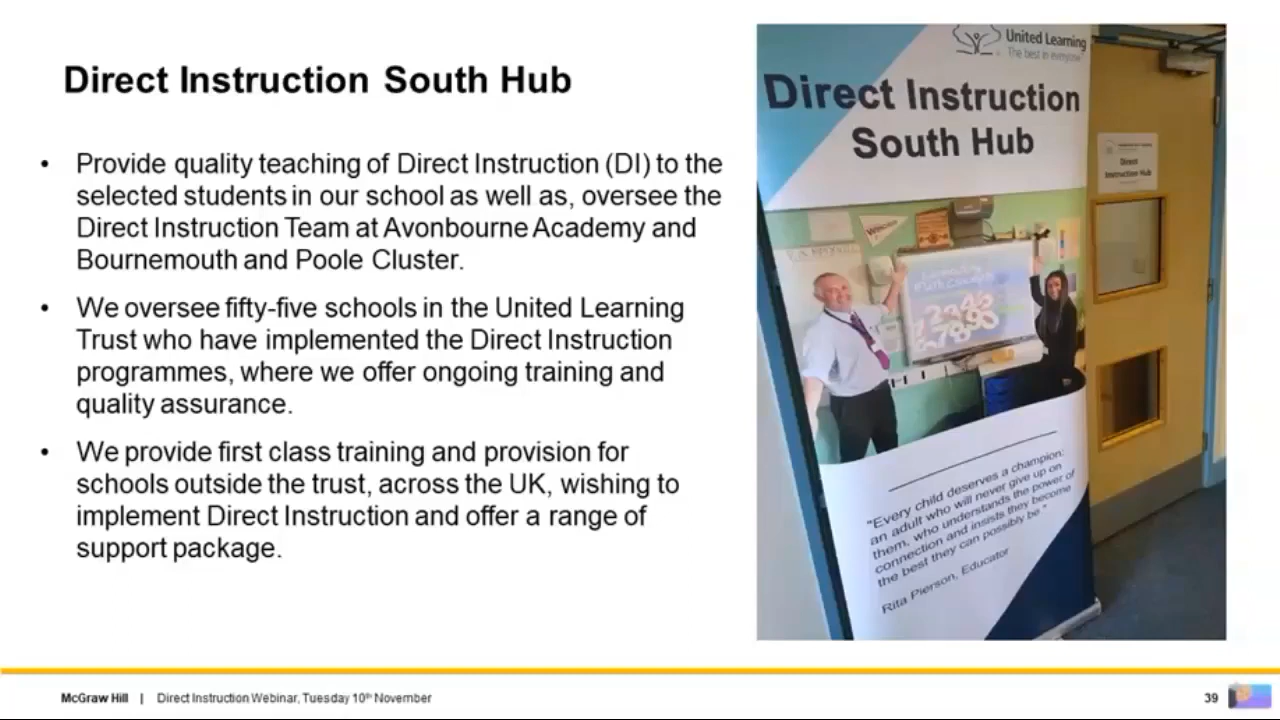 Direct Instruction South Hub
• Provide quality teaching of Direct Instruction (DI) to the
selected students in our school as well as, oversee the
Direct Instruction Team at Avonbourne Academy and
Bournemouth and Poole Cluster.
• We oversee fifty-five schools in the United Learning
Trust who have implemented the Direct Instruction
programmes, where we offer ongoing training and
quality assurance.
• We provide first class training and provision for
schools outside the trust, across the UK, wishing to
implement Direct Instruction and offer a range of
support package.
United Learning
The best in everyone
Direct Instruction
South Hub
Direct
Instruction Hub
Welcome
"Every child deserves a champion:
an adult who will never give up on
them, who understands the power of
connection and insists they become
the best they can possibly be "
Rita Pierson, Educator
McGraw Hill | Direct Instruction Webinar, Tuesday 10th November
39